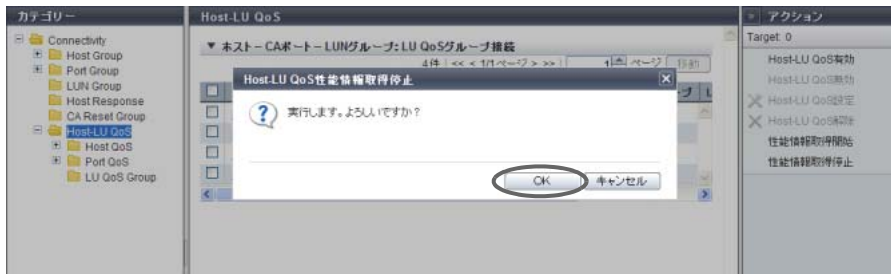 カテゴリー
Connectivity
Host Group
Port Group
LUN Group
Host Response
CA Reset Group
Host-LU QoS
Host QoS
Port QoS
LU QoS Group
Host-LU QoS
▼ ホスト－CAポート－LUNグループ:LU QoSグループ接続
4件 | << < 1/1ページ > >> | 1 ページ 移動
Host-LU QoS性能情報取得停止
実行します。よろしいですか?
OK
キャンセル
アクション
Target: 0
Host-LU QoS有効
Host-LU QoS無効
Host-LU QoS設定
Host-LU QoS解除
性能情報取得開始
性能情報取得停止